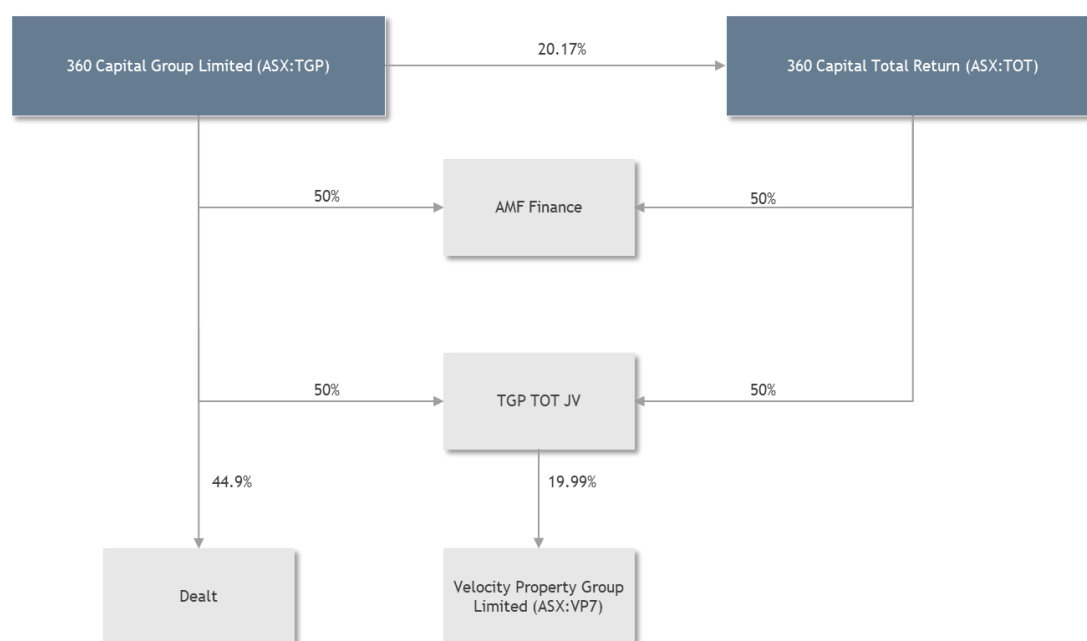 360 Capital Group Limited (ASX:TGP)
20.17%
360 Capital Total Return (ASX:TOT)
50%
AMF Finance
50%
50%
TGP TOT JV
50%
44.9%
19.99%
Dealt
Velocity Property Group
Limited (ASX:VP7)